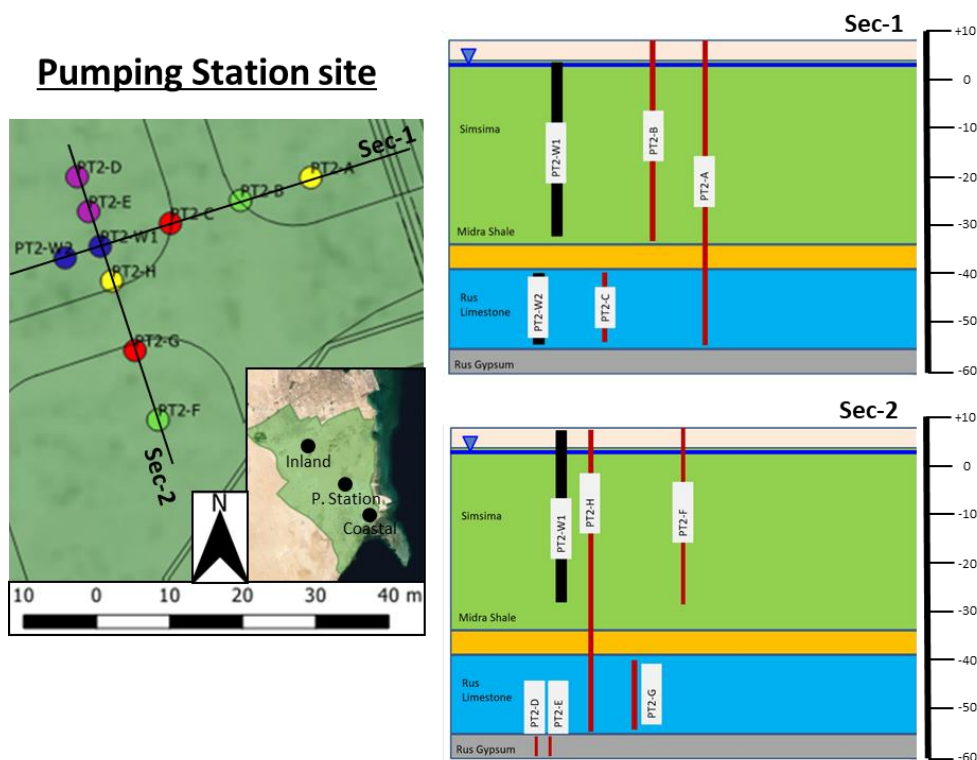 Pumping Station site
Sec-1
PT2-D
PT2-E
PT2-W2
PT2-W1
PT2-C
PT2-B
PT2-A
PT2-H
PT2-G
PT2-F
Sec-2
N
Inland
P. Station
Coastal
10 0 10 20 30 40 m
Sec-1
Simsima
Midra Shale
Rus
Limestone
Rus Gypsum
PT2-W1
PT2-B
PT2-A
PT2-W2
PT2-C
+10
0
-10
-20
-30
-40
-50
-60
Sec-2
Simsima
Midra Shale
Rus
Limestone
Rus Gypsum
PT2-W1
PT2-H
PT2-F
PT2-D
PT2-E
PT2-G
+10
0
-10
-20
-30
-40
-50
-60